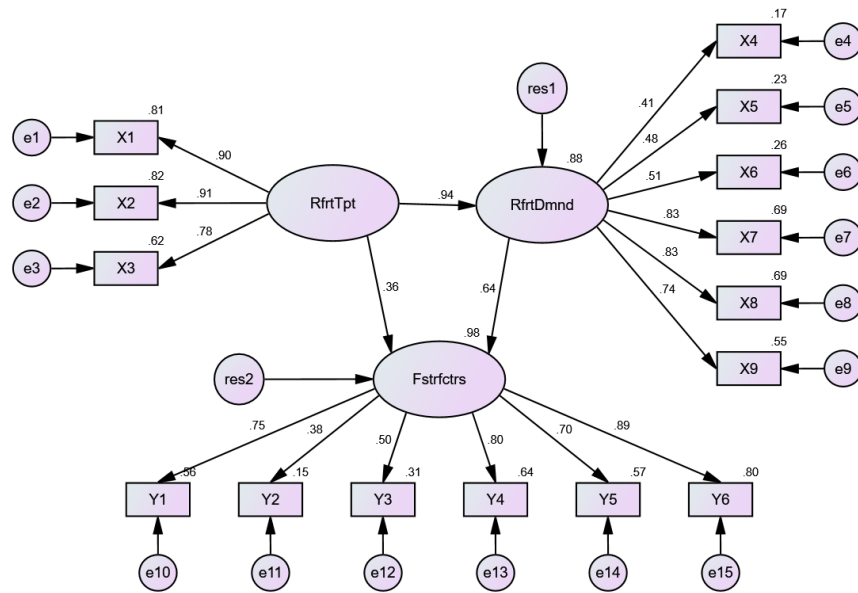 .17
X4
e4
res1
.23
X5
e5
.81
e1
X1
.41
.48
.88
.26
X6
e6
.90
.51
.82
e2
X2
.91
RfrtTpt
.94
RfrtDmnd
.83
.69
X7
e7
.62
.78
.83
e3
X3
.74
.69
X8
e8
.36
.64
.98
.55
res2
Fstrfctrs
X9
e9
.75
.38
.50
.80
.70
.89
.56
.15
.31
.64
.57
.80
Y1
Y2
Y3
Y4
Y5
Y6
e10
e11
e12
e13
e14
e15